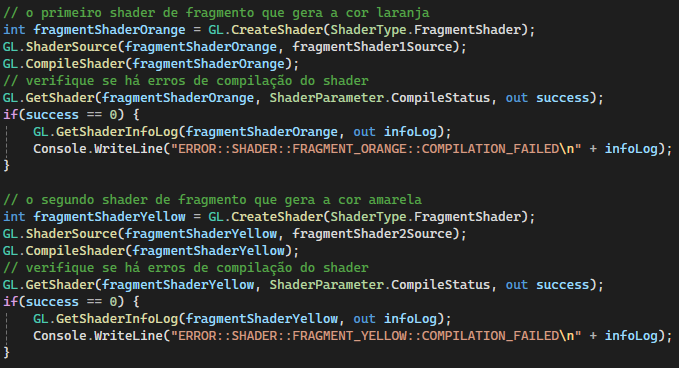 // o primeiro shader de fragmento que gera a cor laranja
int fragmentShaderOrange = GL.CreateShader(ShaderType.FragmentShader);
GL.ShaderSource(fragmentShaderOrange, fragmentShader1Source);
GL.CompileShader(fragmentShaderOrange);
// verifique se há erros de compilação do shader
GL.GetShader(fragmentShaderOrange, ShaderParameter.CompileStatus, out success);
if(success == 0) {
    GL.GetShaderInfoLog(fragmentShaderOrange, out infoLog);
    Console.WriteLine("ERROR::SHADER::FRAGMENT_ORANGE::COMPILATION_FAILED\n" + infoLog);
}

// o segundo shader de fragmento que gera a cor amarela
int fragmentShaderYellow = GL.CreateShader(ShaderType.FragmentShader);
GL.ShaderSource(fragmentShaderYellow, fragmentShader2Source);
GL.CompileShader(fragmentShaderYellow);
// verifique se há erros de compilação do shader
GL.GetShader(fragmentShaderYellow, ShaderParameter.CompileStatus, out success);
if(success == 0) {
    GL.GetShaderInfoLog(fragmentShaderYellow, out infoLog);
    Console.WriteLine("ERROR::SHADER::FRAGMENT_YELLOW::COMPILATION_FAILED\n" + infoLog);
}